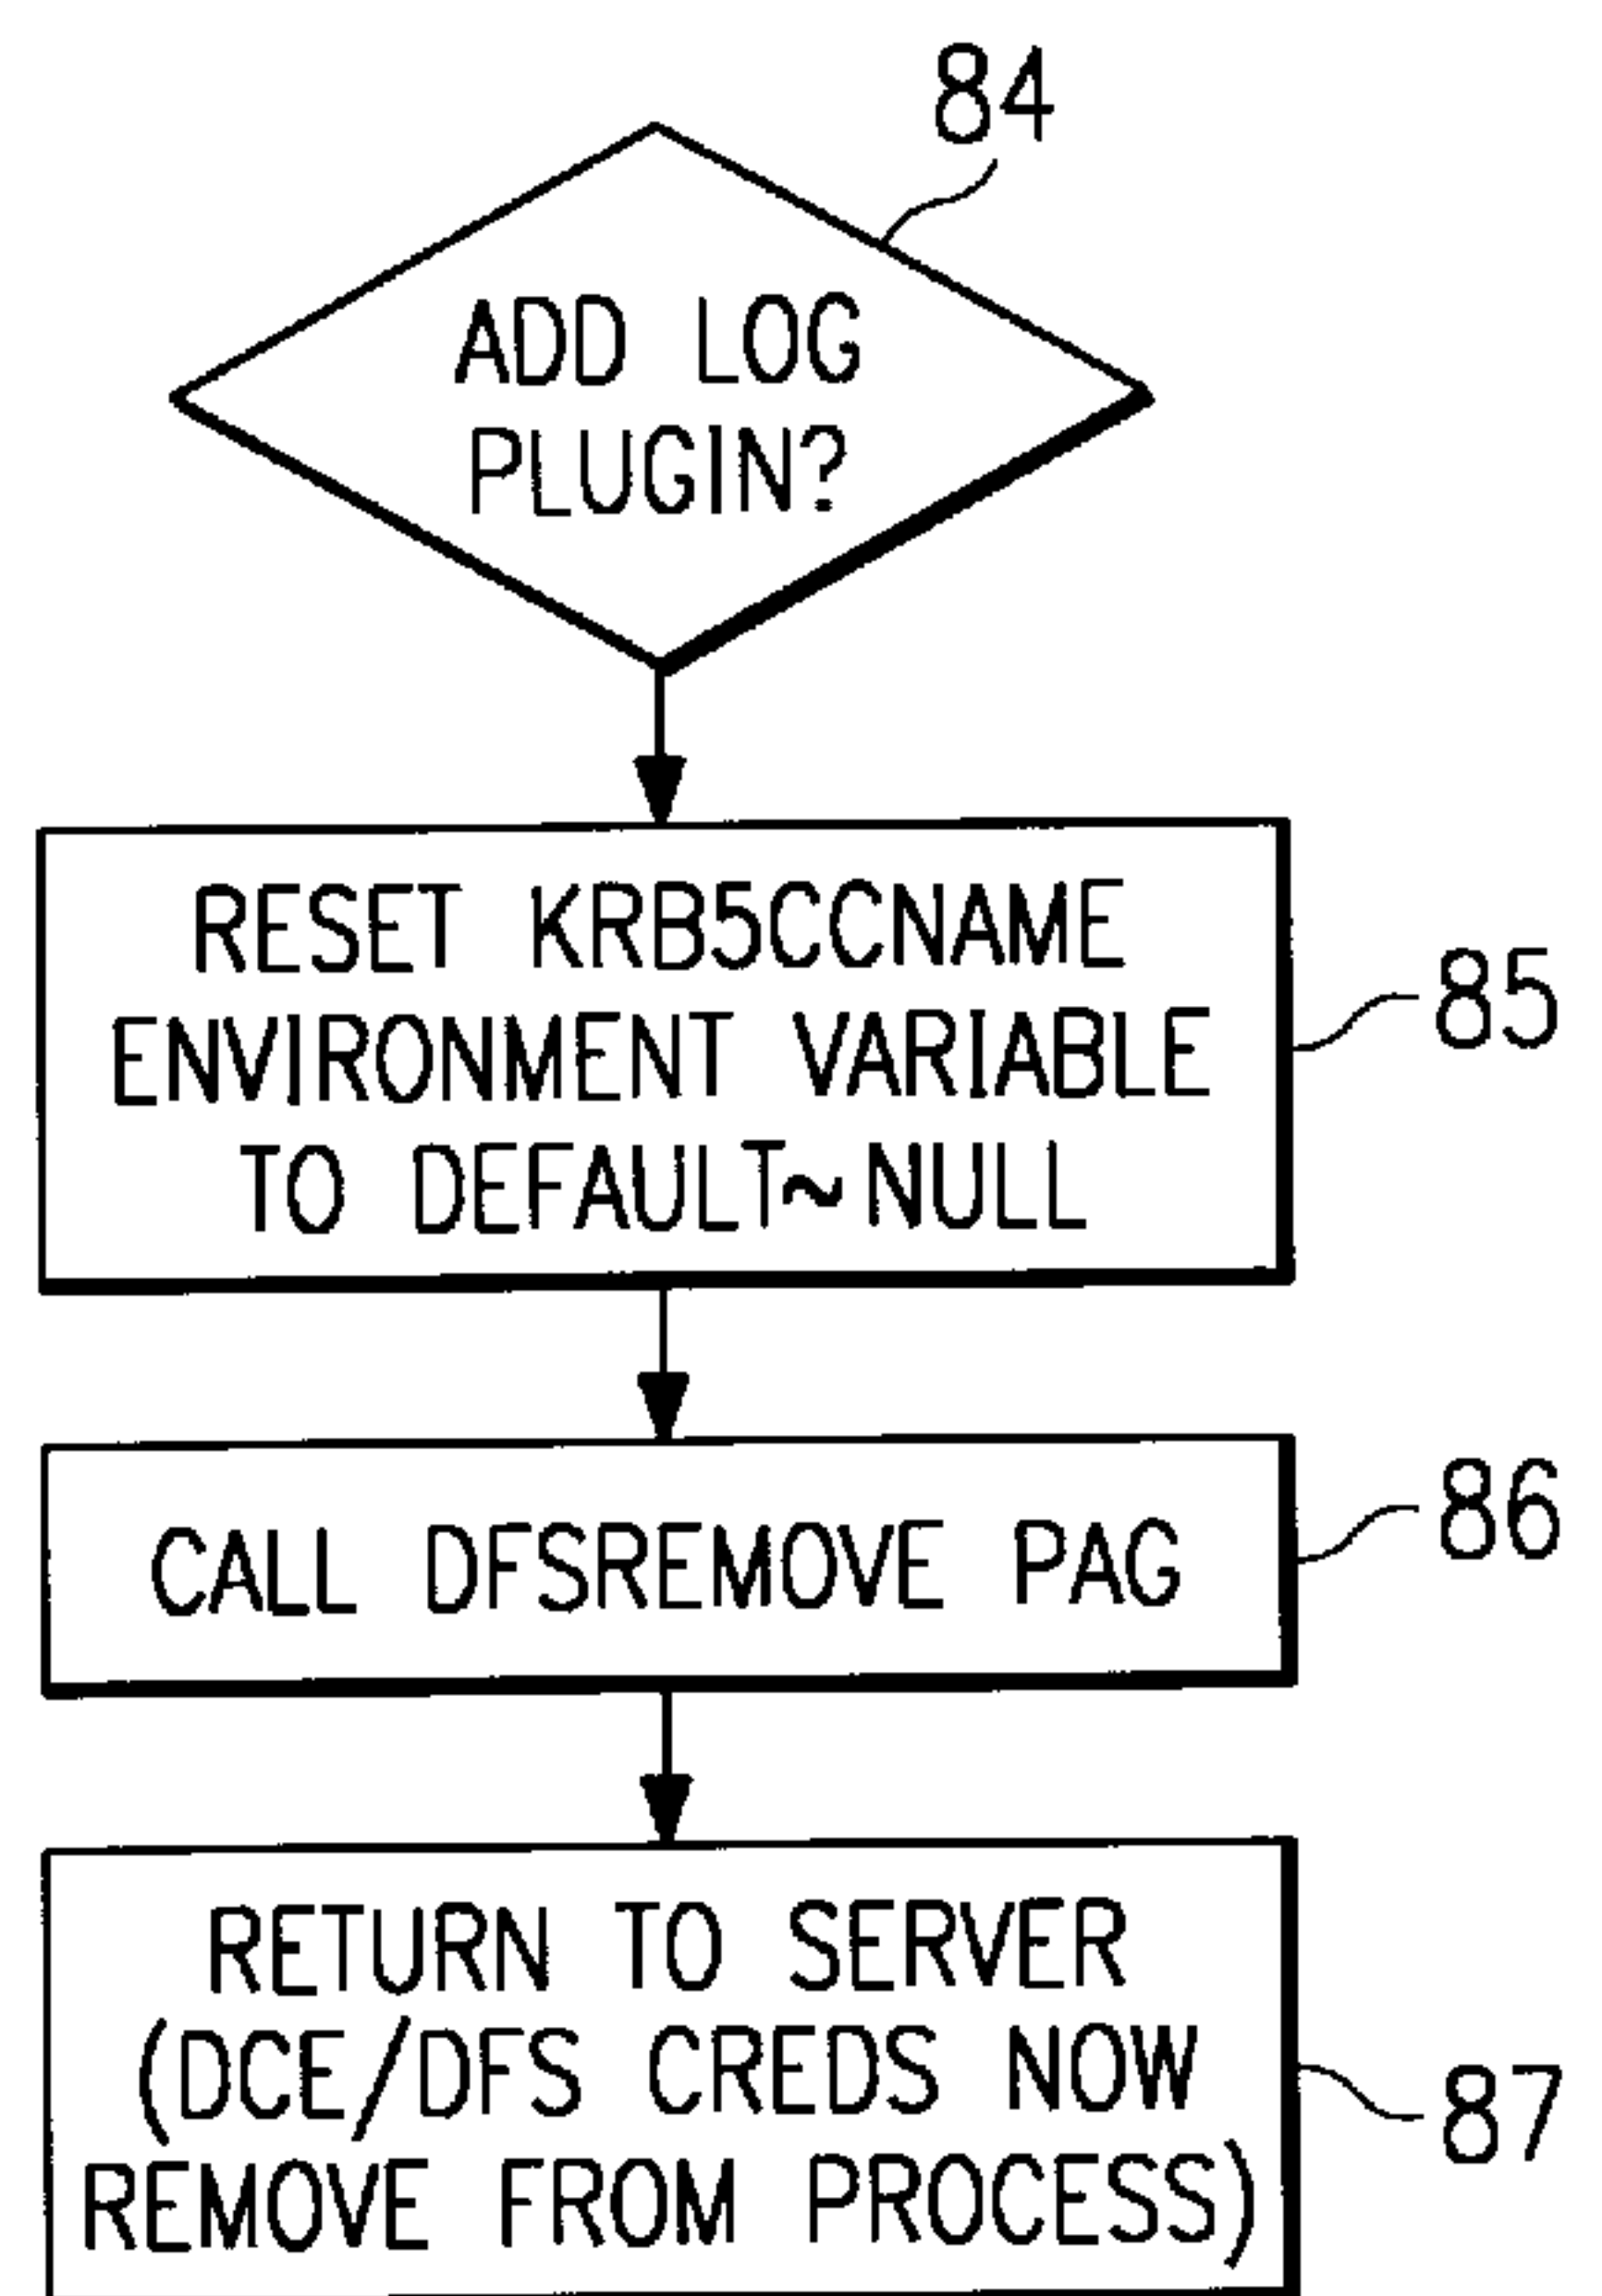 84
ADD LOG
PLUGIN?
RESET KRB5CCNAME
ENVIRONMENT VARIABLE
TO DEFAULT~NULL
85
CALL DFSREMOVE PAG
86
RETURN TO SERVER
(DCE/DFS CREDS NOW
REMOVE FROM PROCESS)
87